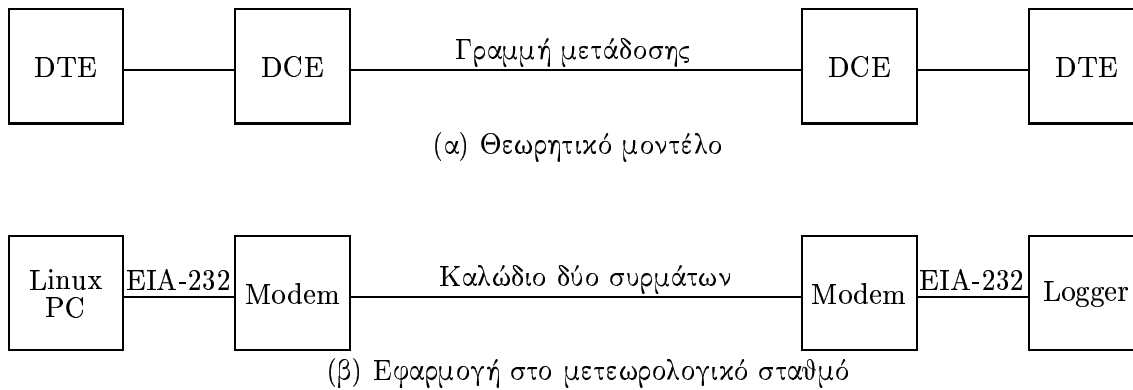 Γραμμή μετάδοσης
DTE DCE DCE DTE
(α) Θεωρητικό μοντέλο
Linux PC EIA-232 Modem Καλώδιο δύο συρμάτων Modem EIA-232 Logger
(β) Εφαρμογή στο μετεωρολογικό σταθμό